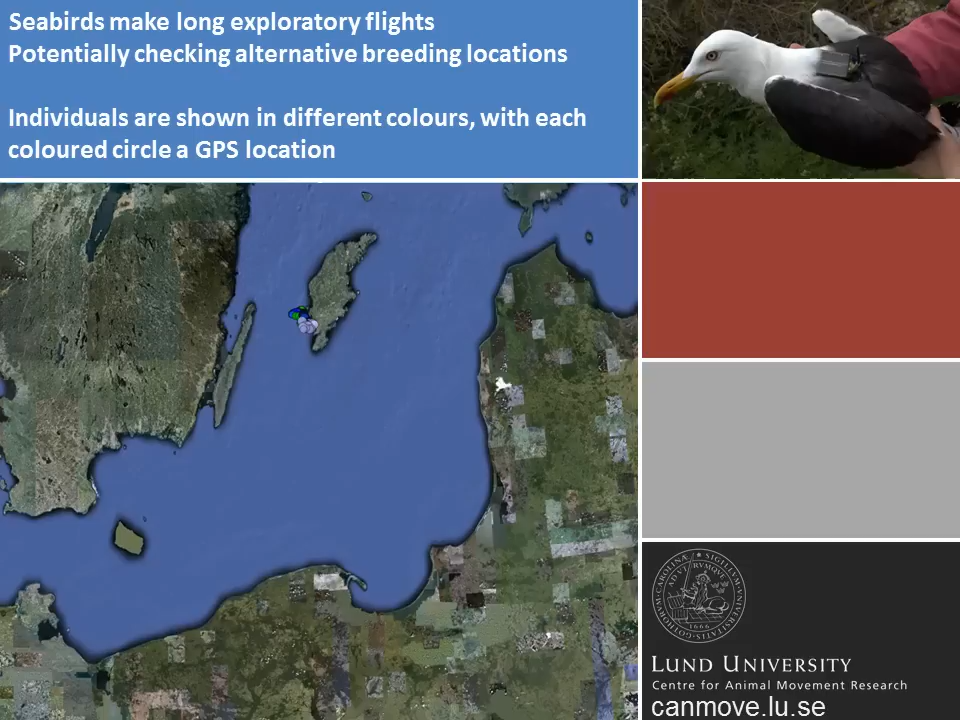 Seabirds make long exploratory flights
Potentially checking alternative breeding locations
Individuals are shown in different colours, with each
coloured circle a GPS location
1666
LUND UNIVERSITY
Centre for Animal Movement Research
canmove.lu.se